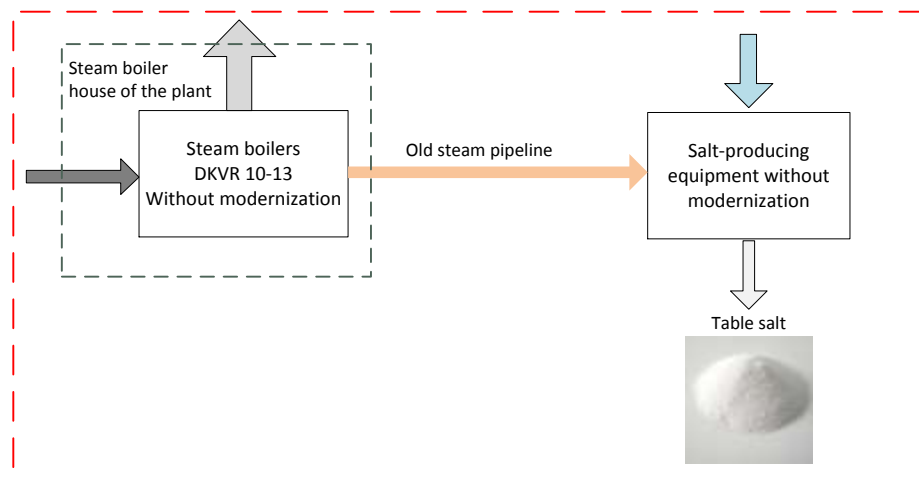 Steam boiler
house of the plant
Steam boilers
DKVR 10-13
Without modernization
Old steam pipeline
Salt-producing
equipment without
modernization
Table salt